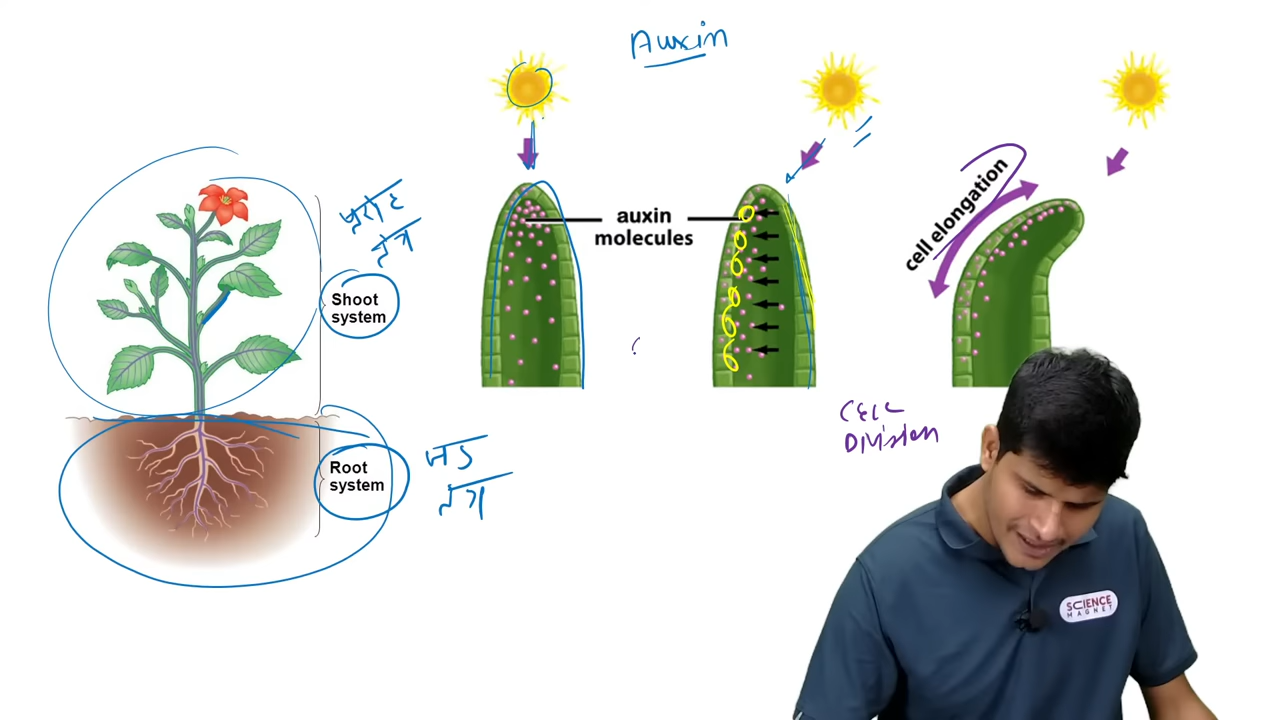 Auxin
प्ररोह
तंत्र
Shoot
system
Root
system
जड़
तंत्र
auxin
molecules
cell elongation
Cell
Division
SCIENCE
MAGNET